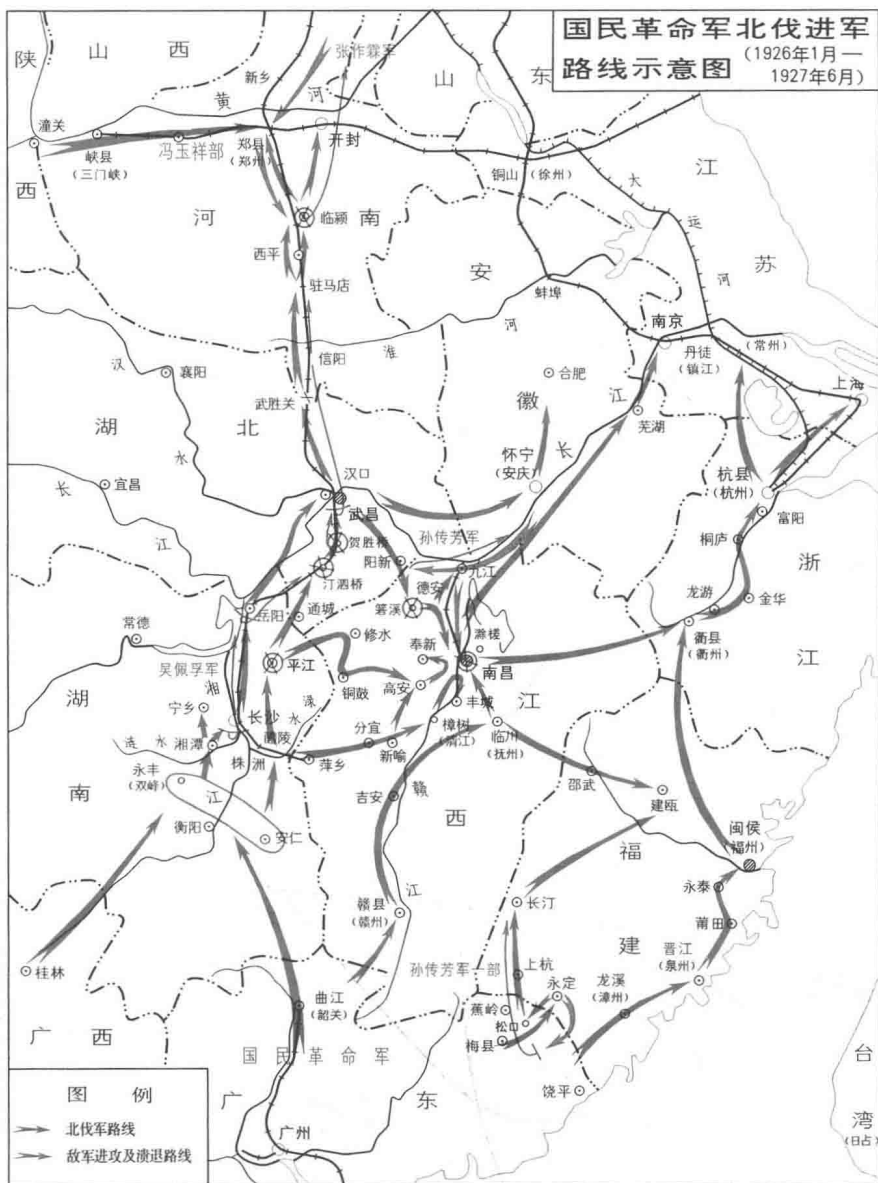 国民革命军北伐进军
路线示意图 (1926年1月—
1927年6月)
陕
山 西
新乡
张作霖军
山 东
黄 河
潼关
峡县
(三门峡)
冯玉祥部
郑县
(郑州)
开封
铜山 (徐州)
大 运 河
江 苏
西
河 南
临颍
西平
驻马店
安 徽
蚌埠
淮 河
南京
丹徒
(镇江)
(常州)
上海
信阳
汉 水
襄阳
合肥
芜湖
武胜关
湖 北
长 江
怀宁
(安庆)
杭县
(杭州)
富阳
桐庐
浙 江
长 江
宜昌
汉口
武昌
贺胜桥
汀泗桥
孙传芳军
阳新
九江
德安
箬溪
龙游
金华
衢县
(衢州)
岳阳
通城
常德
吴佩孚军
平江
修水
奉新
滁槎
南昌
铜鼓
高安
江 西
湖 南
宁乡
湘 江
长沙
渌 水
涟 水
湘潭
醴陵
株洲
萍乡
分宜
新喻
樟树
(清江)
丰城
临川
(抚州)
永丰
(双峰)
衡阳
安仁
吉安
赣 江
邵武
建瓯
闽侯
(福州)
福 建
永泰
莆田
晋江
(泉州)
龙溪
(漳州)
长汀
上杭
永定
赣县
(赣州)
孙传芳军一部
蕉岭
松口
梅县
饶平
桂林
广 西
曲江
(韶关)
国民革命军
广 东
广州
台
湾
(日占)
图 例
北伐军路线
敌军进攻及溃退路线